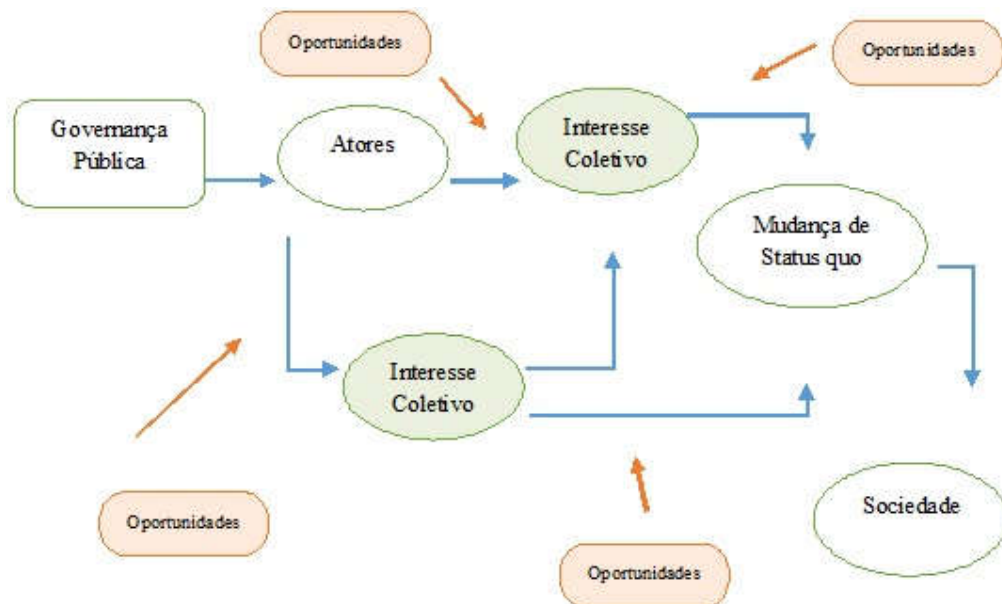 Oportunidades
Oportunidades
Governança
Pública
Atores
Interesse
Coletivo
Mudança de
Status quo
Interesse
Coletivo
Oportunidades
Sociedade
Oportunidades